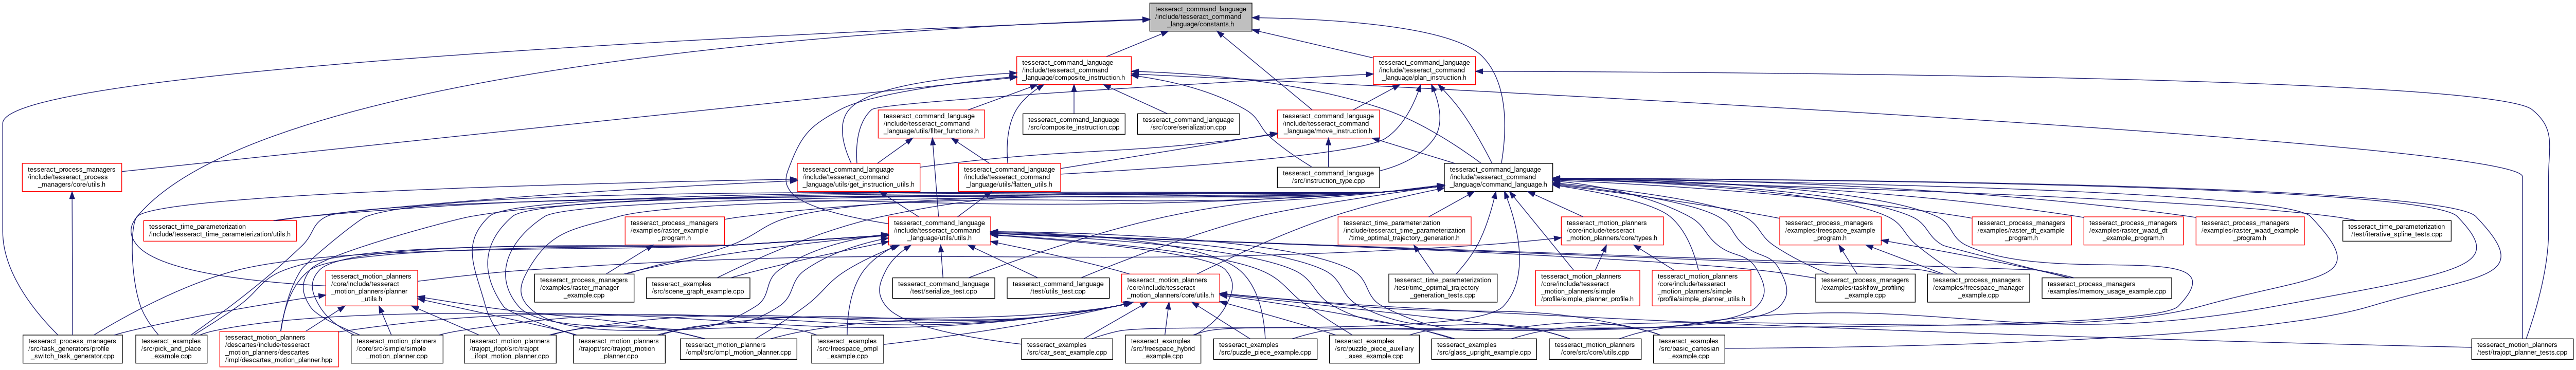 tesseract_command_language
/include/tesseract_command
_language/constants.h
tesseract_command_language
/include/tesseract_command
_language/composite_instruction.h
tesseract_command_language
/include/tesseract_command
_language/plan_instruction.h
tesseract_command_language
/include/tesseract_command
_language/utils/filter_functions.h
tesseract_command_language
/src/composite_instruction.cpp
tesseract_command_language
/src/core/serialization.cpp
tesseract_command_language
/include/tesseract_command
_language/move_instruction.h
tesseract_process_managers
/include/tesseract_process
_managers/core/utils.h
tesseract_command_language
/include/tesseract_command
_language/utils/get_instruction_utils.h
tesseract_command_language
/include/tesseract_command
_language/utils/flatten_utils.h
tesseract_command_language
/src/instruction_type.cpp
tesseract_command_language
/include/tesseract_command
_language/command_language.h
tesseract_time_parameterization
/include/tesseract_time_parameterization/utils.h
tesseract_process_managers
/examples/raster_example
_program.h
tesseract_command_language
/include/tesseract_command
_language/utils/utils.h
tesseract_time_parameterization
/include/tesseract_time_parameterization
/time_optimal_trajectory_generation.h
tesseract_motion_planners
/core/include/tesseract
_motion_planners/core/types.h
tesseract_process_managers
/examples/freespace_example
_program.h
tesseract_process_managers
/examples/raster_dt_example
_program.h
tesseract_process_managers
/examples/raster_waad_dt
_example_program.h
tesseract_process_managers
/examples/raster_waad_example
_program.h
tesseract_time_parameterization
/test/iterative_spline_tests.cpp
tesseract_motion_planners
/core/include/tesseract
_motion_planners/planner
_utils.h
tesseract_process_managers
/examples/raster_manager
_example.cpp
tesseract_examples
/src/scene_graph_example.cpp
tesseract_command_language
/test/serialize_test.cpp
tesseract_command_language
/test/utils_test.cpp
tesseract_motion_planners
/core/include/tesseract
_motion_planners/core/utils.h
tesseract_time_parameterization
/test/time_optimal_trajectory
_generation_tests.cpp
tesseract_motion_planners
/core/include/tesseract
_motion_planners/simple
/profile/simple_planner_profile.h
tesseract_motion_planners
/core/include/tesseract
_motion_planners/simple
/profile/simple_planner_utils.h
tesseract_process_managers
/examples/taskflow_profiling
_example.cpp
tesseract_process_managers
/examples/freespace_manager
_example.cpp
tesseract_process_managers
/examples/memory_usage_example.cpp
tesseract_process_managers
/src/task_generators/profile
_switch_task_generator.cpp
tesseract_examples
/src/pick_and_place
_example.cpp
tesseract_motion_planners
/descartes/include/tesseract
_motion_planners/descartes
/impl/descartes_motion_planner.hpp
tesseract_motion_planners
/core/src/simple/simple
_motion_planner.cpp
tesseract_motion_planners
/trajopt_ifopt/src/trajopt
_ifopt_motion_planner.cpp
tesseract_motion_planners
/trajopt/src/trajopt_motion
_planner.cpp
tesseract_motion_planners
/ompl/src/ompl_motion_planner.cpp
tesseract_examples
/src/freespace_ompl
_example.cpp
tesseract_examples
/src/car_seat_example.cpp
tesseract_examples
/src/freespace_hybrid
_example.cpp
tesseract_examples
/src/puzzle_piece_example.cpp
tesseract_examples
/src/puzzle_piece_auxillary
_axes_example.cpp
tesseract_examples
/src/glass_upright_example.cpp
tesseract_motion_planners
/core/src/core/utils.cpp
tesseract_examples
/src/basic_cartesian
_example.cpp
tesseract_motion_planners
/test/trajopt_planner_tests.cpp